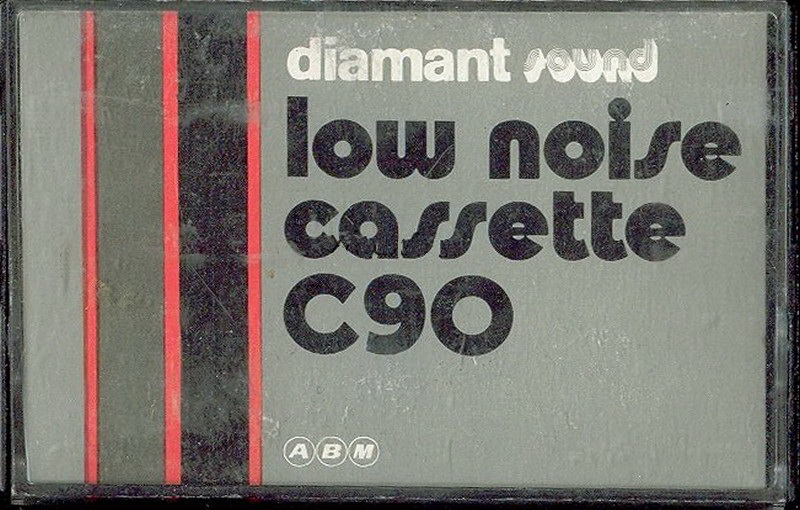 diamant sound
low noise
cassette
C90
ABM